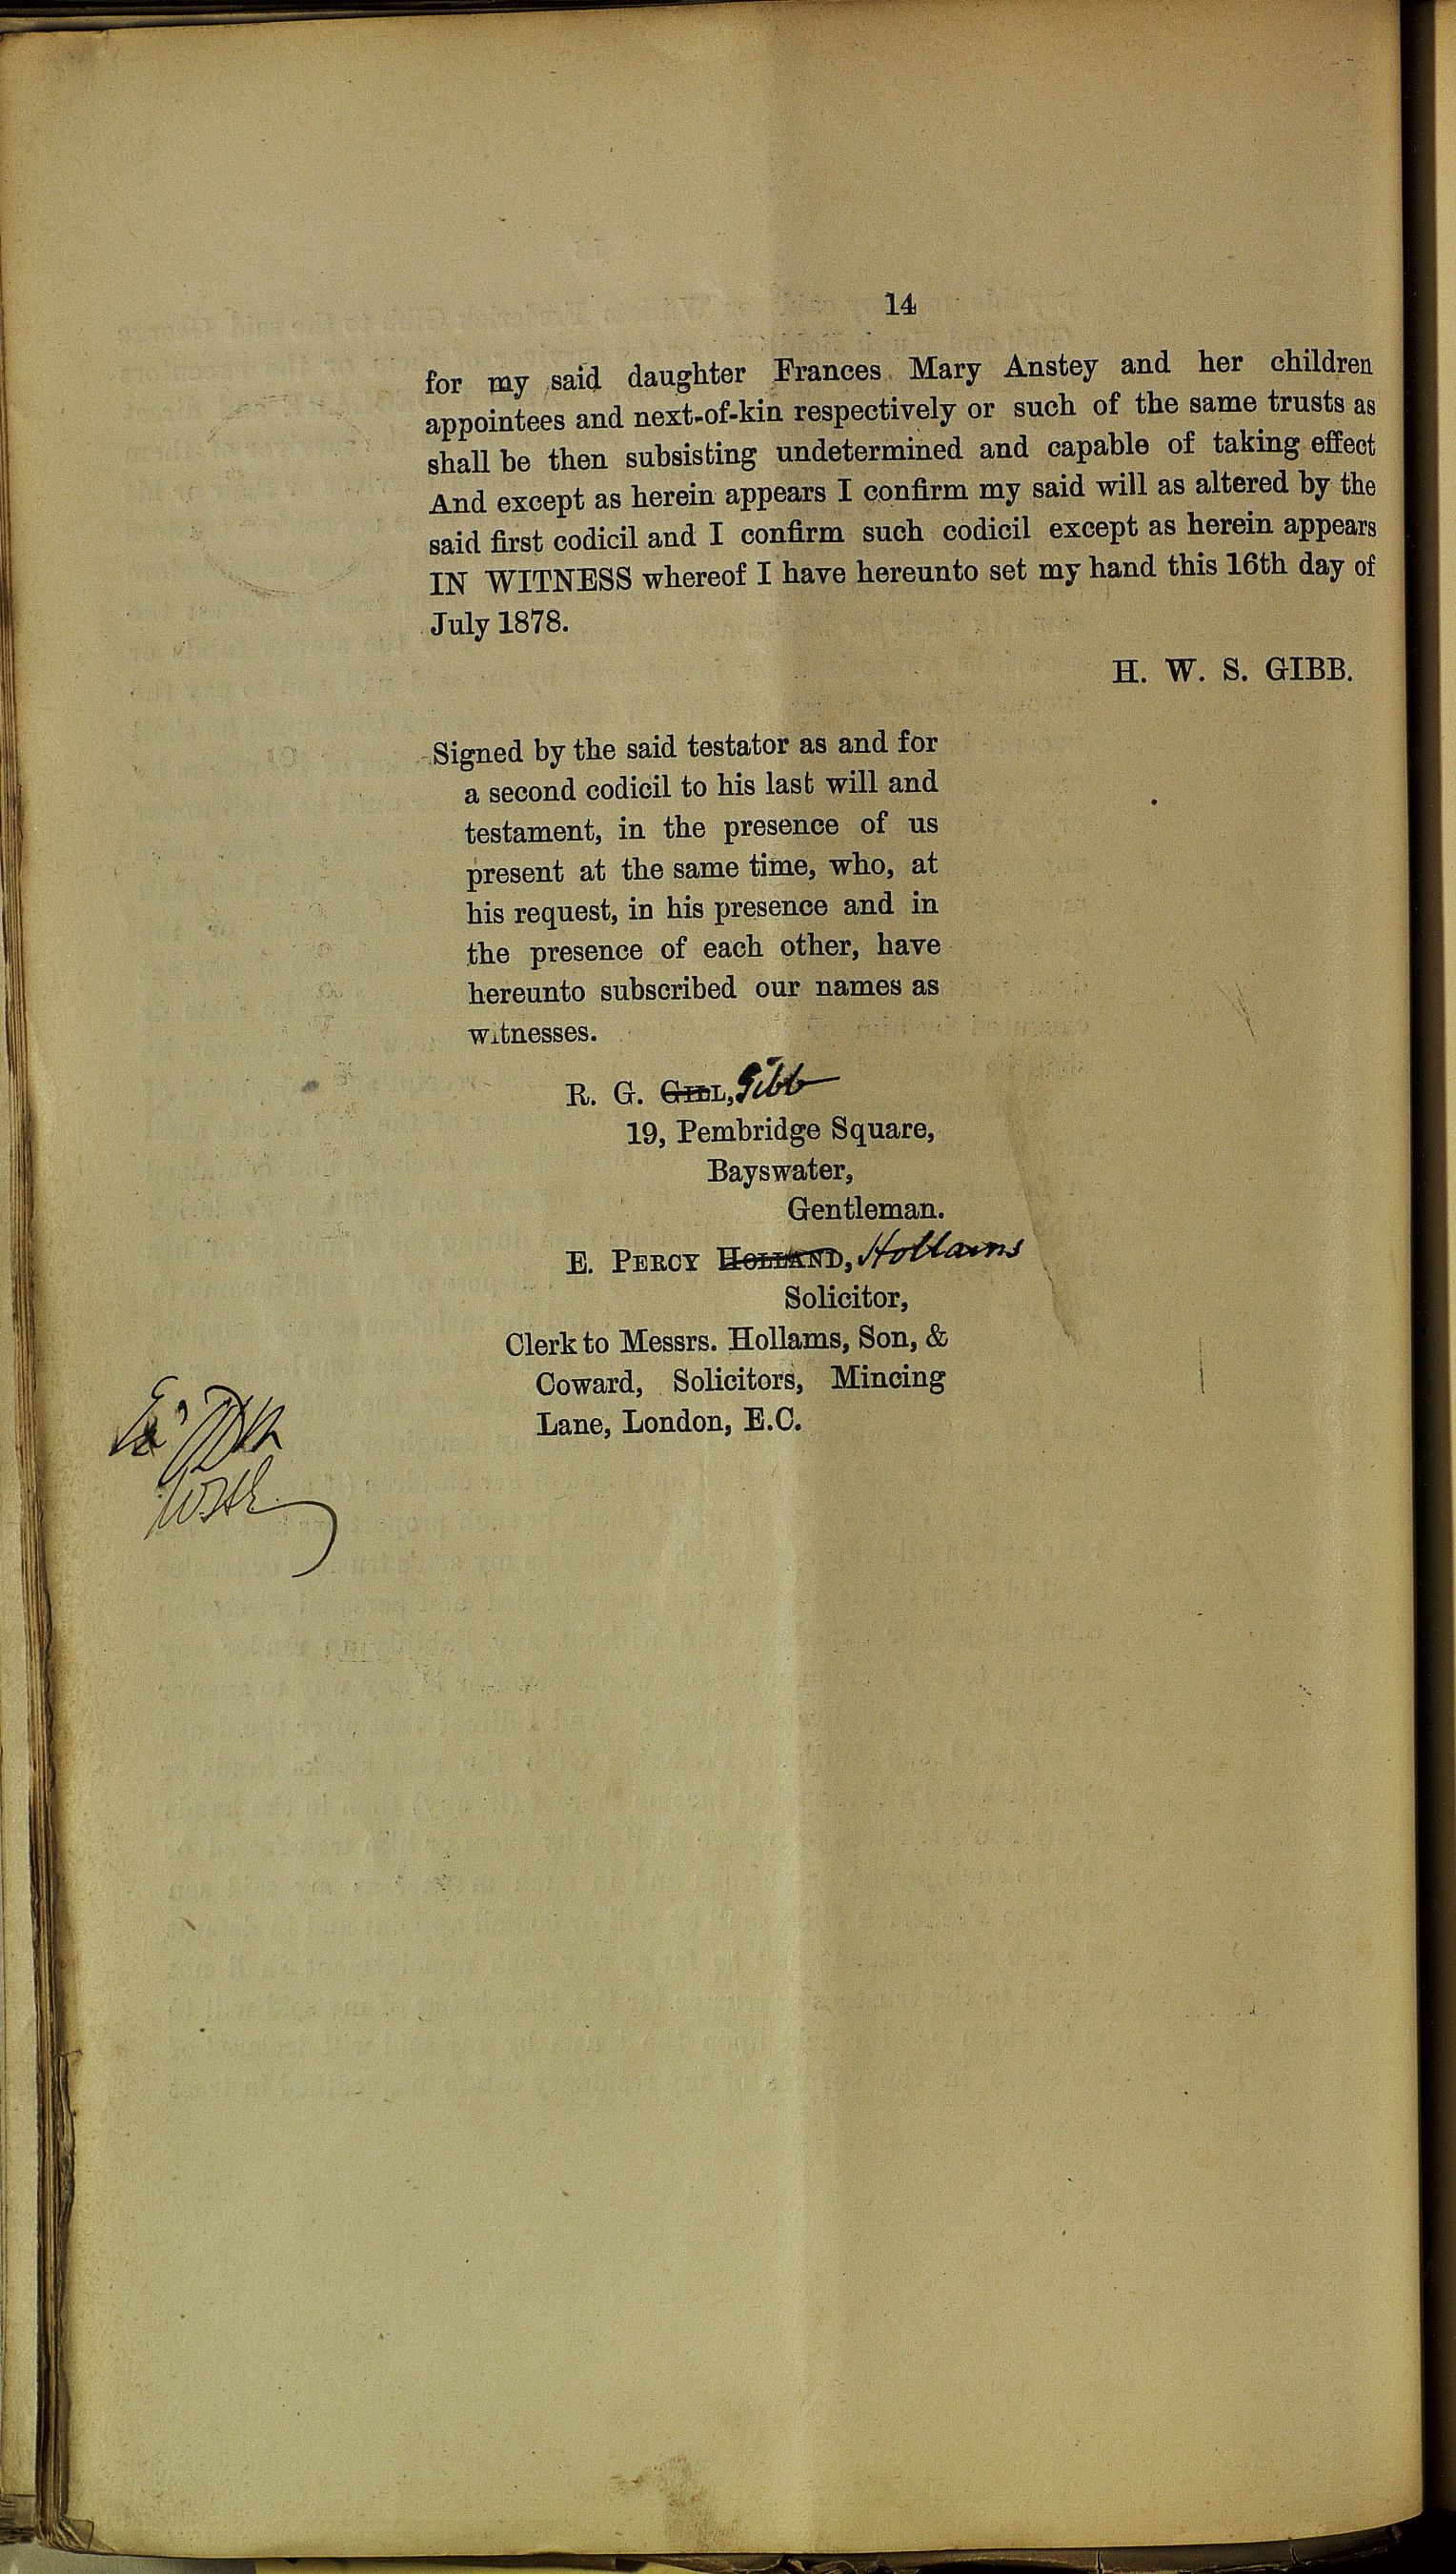 14
for my said daughter Frances Mary Anstey and her children
appointees and next-of-kin respectively or such of the same trusts as
shall be then subsisting undetermined and capable of taking effect
And except as herein appears I confirm my said will as altered by the
said first codicil and I confirm such codicil except as herein appears
IN WITNESS whereof I have hereunto set my hand this 16th day of
July 1878.
H. W. S. GIBB.
Signed by the said testator as and for
a second codicil to his last will and
testament, in the presence of us
present at the same time, who, at
his request, in his presence and in
the presence of each other, have
hereunto subscribed our names as
witnesses.
R. G. GILL, Gibb
19, Pembridge Square,
Bayswater,
Gentleman.
E. PERCY HOLLAND, Hollams
Solicitor,
Clerk to Messrs. Hollams, Son, &
Coward, Solicitors, Mincing
Lane, London, E.C.